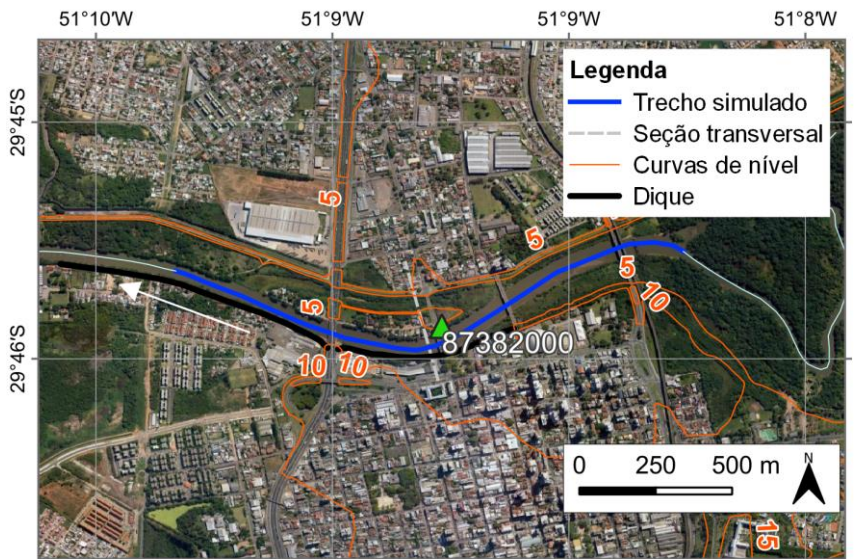 51°10'W 51°9'W 51°9'W 51°8'W
29°45'S
29°46'S
Legenda
Trecho simulado
Seção transversal
Curvas de nível
Dique
5
5
5
5
10
10
10
87382000
0 250 500 m
N
15